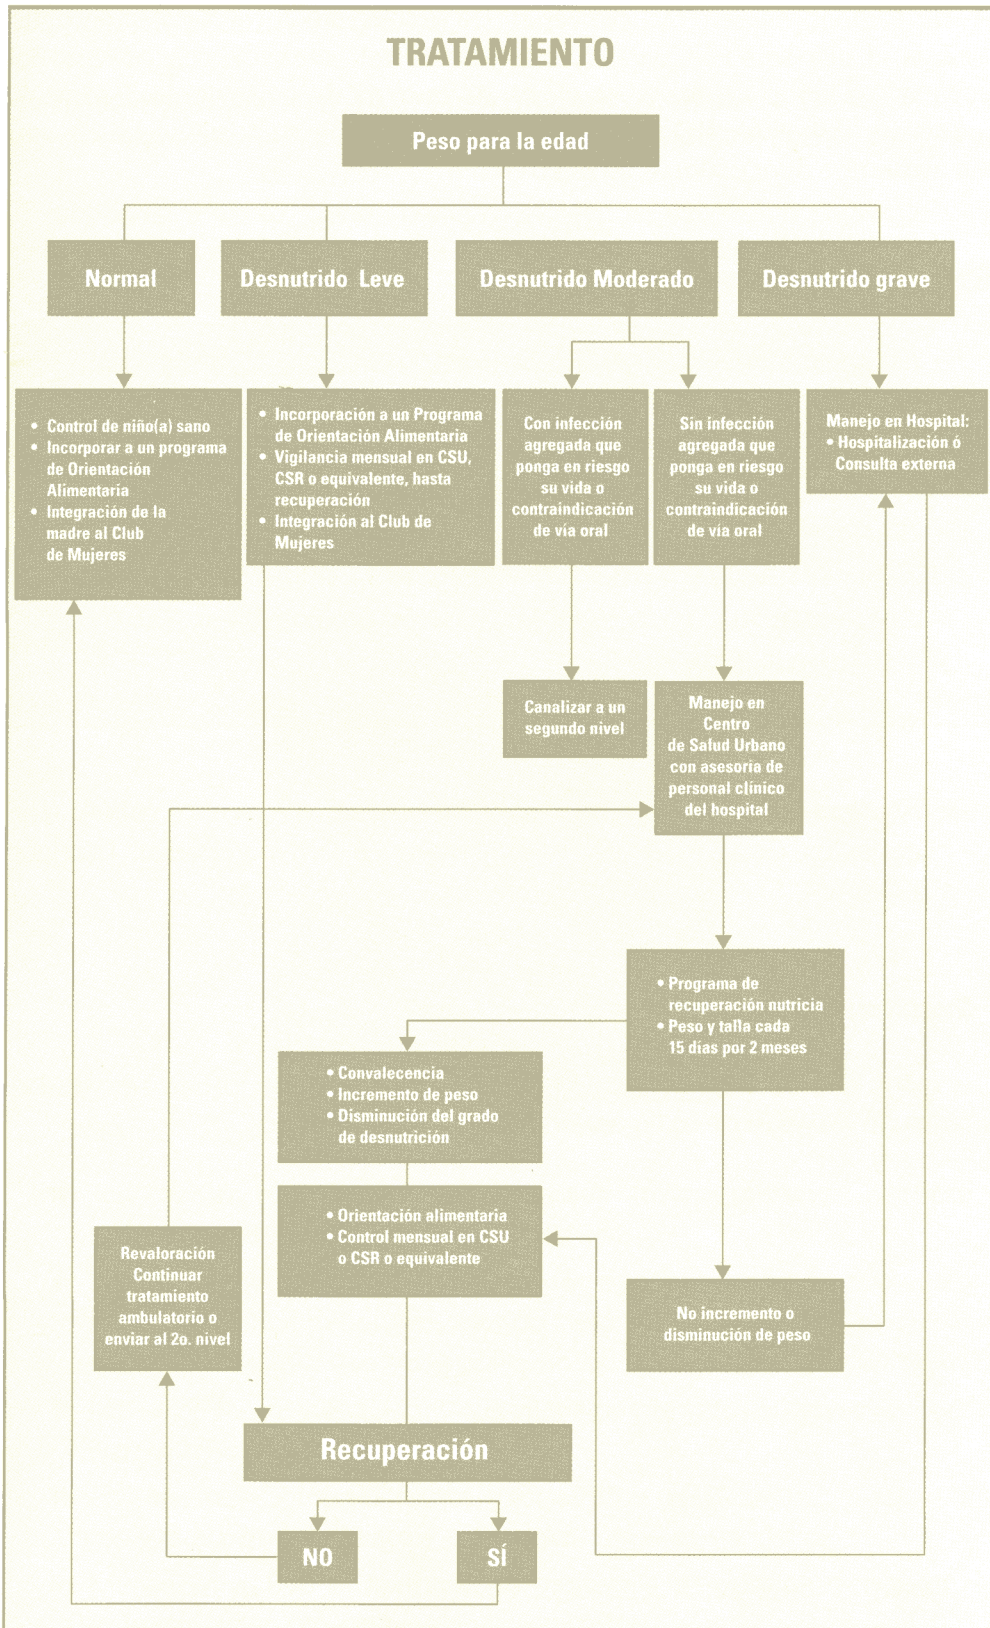 TRATAMIENTO
Peso para la edad
Normal
Desnutrido Leve
Desnutrido Moderado
Desnutrido grave
• Control de niño(a) sano
• Incorporar a un programa
de Orientación
Alimentaria
• Integración de la
madre al Club
de Mujeres
• Incorporación a un Programa
de Orientación Alimentaria
• Vigilancia mensual en CSU,
CSR o equivalente, hasta
recuperación
• Integración al Club de
Mujeres
Con infección
agregada que
ponga en riesgo
su vida o
contraindicación
de vía oral
Sin infección
agregada que
ponga en riesgo
su vida o
contraindicación
de vía oral
Manejo en Hospital:
• Hospitalización ó
Consulta externa
Canalizar a un
segundo nivel
Manejo en
Centro
de Salud Urbano
con asesoría de
personal clínico
del hospital
• Programa de
recuperación nutricia
• Peso y talla cada
15 días por 2 meses
• Convalecencia
• Incremento de peso
• Disminución del grado
de desnutrición
• Orientación alimentaria
• Control mensual en CSU
o CSR o equivalente
Revaloración
Continuar
tratamiento
ambulatorio o
enviar al 2o. nivel
No incremento o
disminución de peso
Recuperación
NO
SÍ